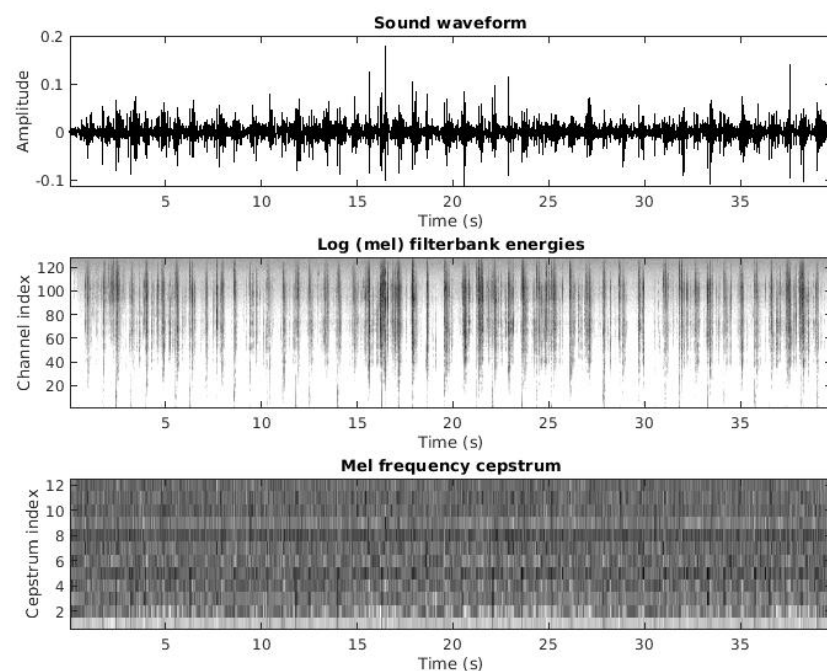 Sound waveform
0.2
0.1
0
-0.1
Amplitude
5 10 15 20 25 30 35
Time (s)
Log (mel) filterbank energies
120
100
80
60
40
20
Channel index
5 10 15 20 25 30 35
Time (s)
Mel frequency cepstrum
12
10
8
6
4
2
Cepstrum index
5 10 15 20 25 30 35
Time (s)